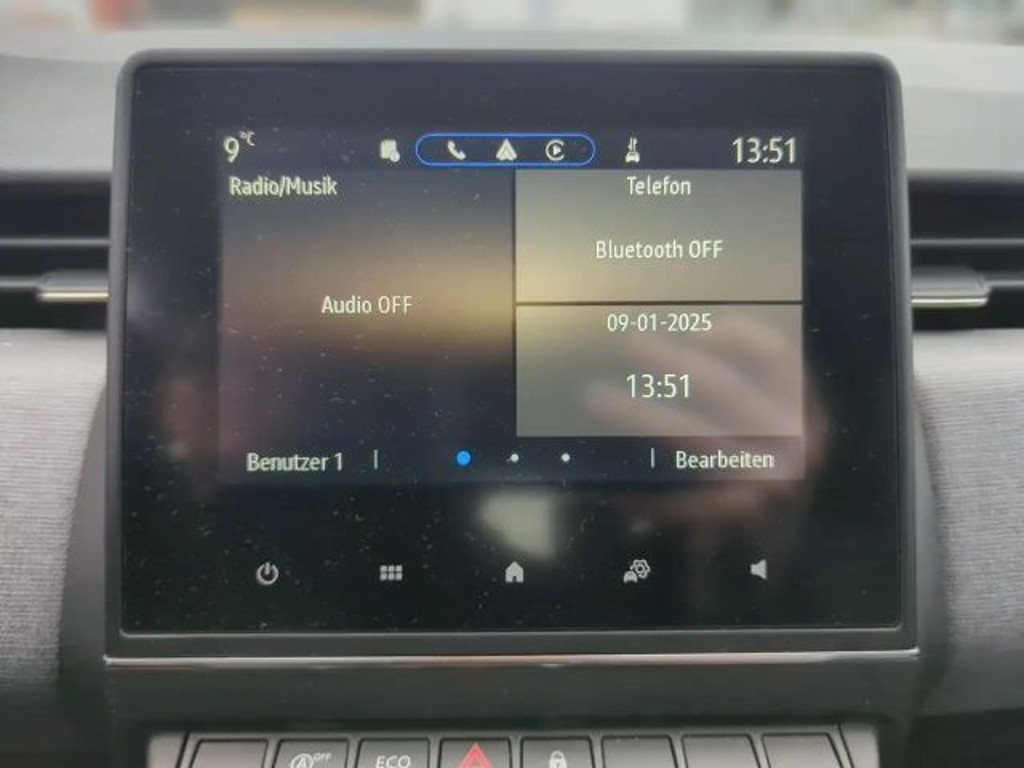 9°C
13:51
Radio/Musik
Telefon
Bluetooth OFF
Audio OFF
09-01-2025
13:51
Benutzer 1
Bearbeiten
A OFF
ECO